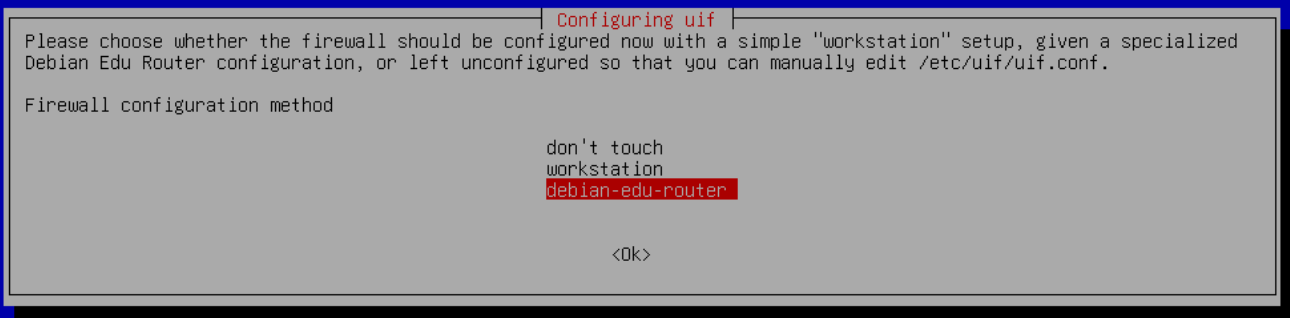 Configuring uif
Please choose whether the firewall should be configured now with a simple "workstation" setup, given a specialized
Debian Edu Router configuration, or left unconfigured so that you can manually edit /etc/uif/uif.conf.
Firewall configuration method
don't touch
workstation
debian-edu-router
<Ok>